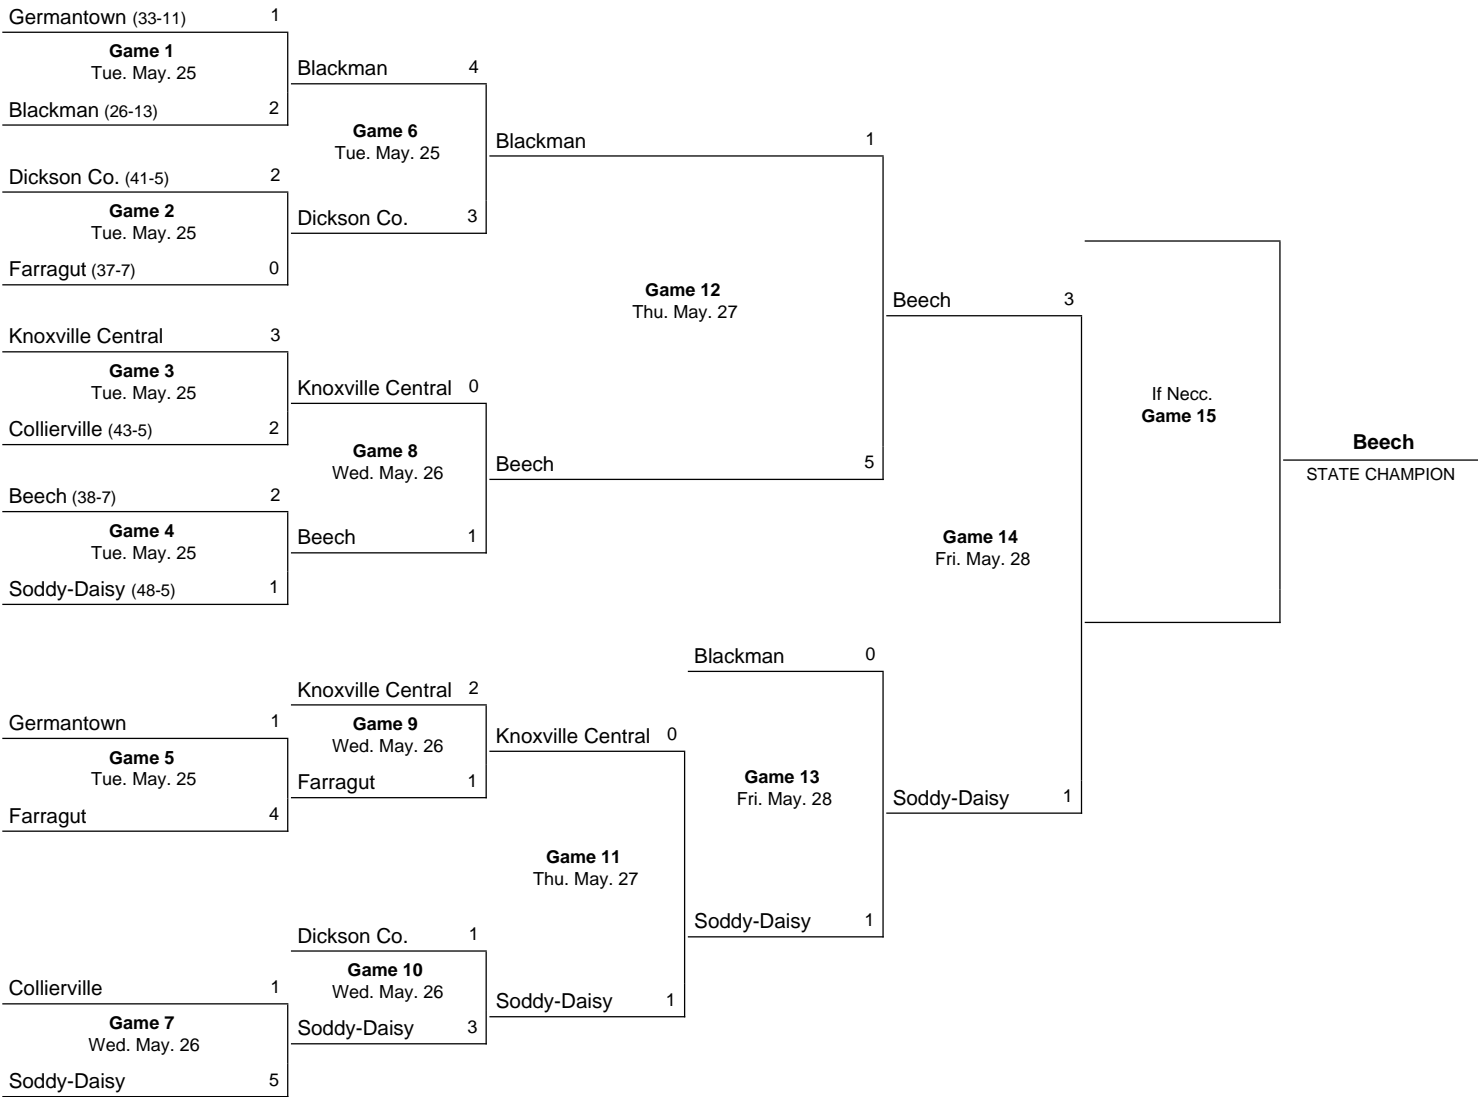 Germantown (33-11) 1
Game 1
Tue. May. 25
Blackman (26-13) 2
Dickson Co. (41-5) 2
Game 2
Tue. May. 25
Farragut (37-7) 0
Knoxville Central 3
Game 3
Tue. May. 25
Collierville (43-5) 2
Beech (38-7) 2
Game 4
Tue. May. 25
Soddy-Daisy (48-5) 1
Germantown 1
Game 5
Tue. May. 25
Farragut 4
Collierville 1
Game 7
Wed. May. 26
Soddy-Daisy 5
Blackman 4
Game 6
Tue. May. 25
Dickson Co. 3
Knoxville Central 0
Game 8
Wed. May. 26
Beech 1
Knoxville Central 2
Game 9
Wed. May. 26
Farragut 1
Dickson Co. 1
Game 10
Wed. May. 26
Soddy-Daisy 3
Blackman 1
Game 12
Thu. May. 27
Beech 5
Knoxville Central 0
Game 11
Thu. May. 27
Soddy-Daisy 1
Blackman 0
Game 13
Fri. May. 28
Soddy-Daisy 1
Beech 3
Game 14
Fri. May. 28
Soddy-Daisy 1
If Necc.
Game 15
Beech
STATE CHAMPION